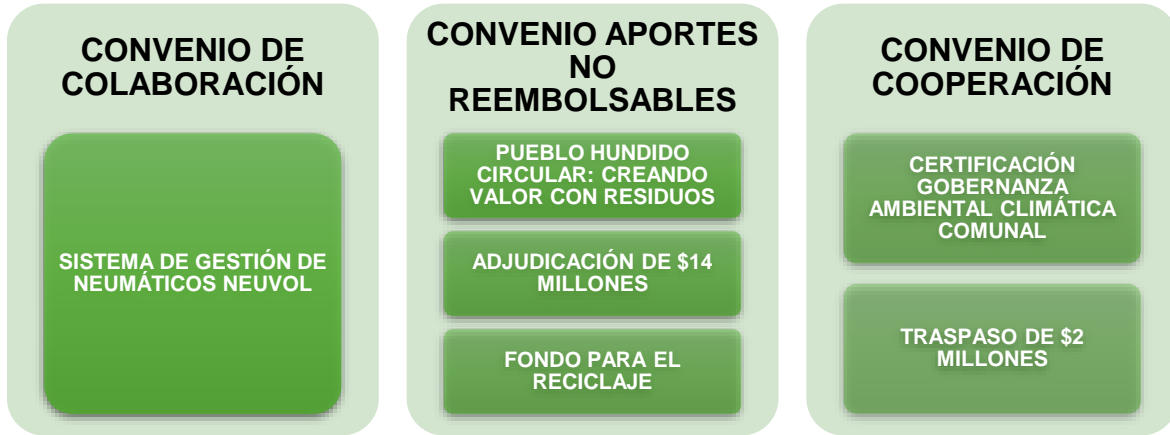 CONVENIO DE
COLABORACIÓN
SISTEMA DE GESTIÓN DE
NEUMÁTICOS NEUVOL
CONVENIO APORTES
NO
REEMBOLSABLES
PUEBLO HUNDIDO
CIRCULAR: CREANDO
VALOR CON RESIDUOS
ADJUDICACIÓN DE $14
MILLONES
FONDO PARA EL
RECICLAJE
CONVENIO DE
COOPERACIÓN
CERTIFICACIÓN
GOBERNANZA
AMBIENTAL CLIMÁTICA
COMUNAL
TRASPASO DE $2
MILLONES